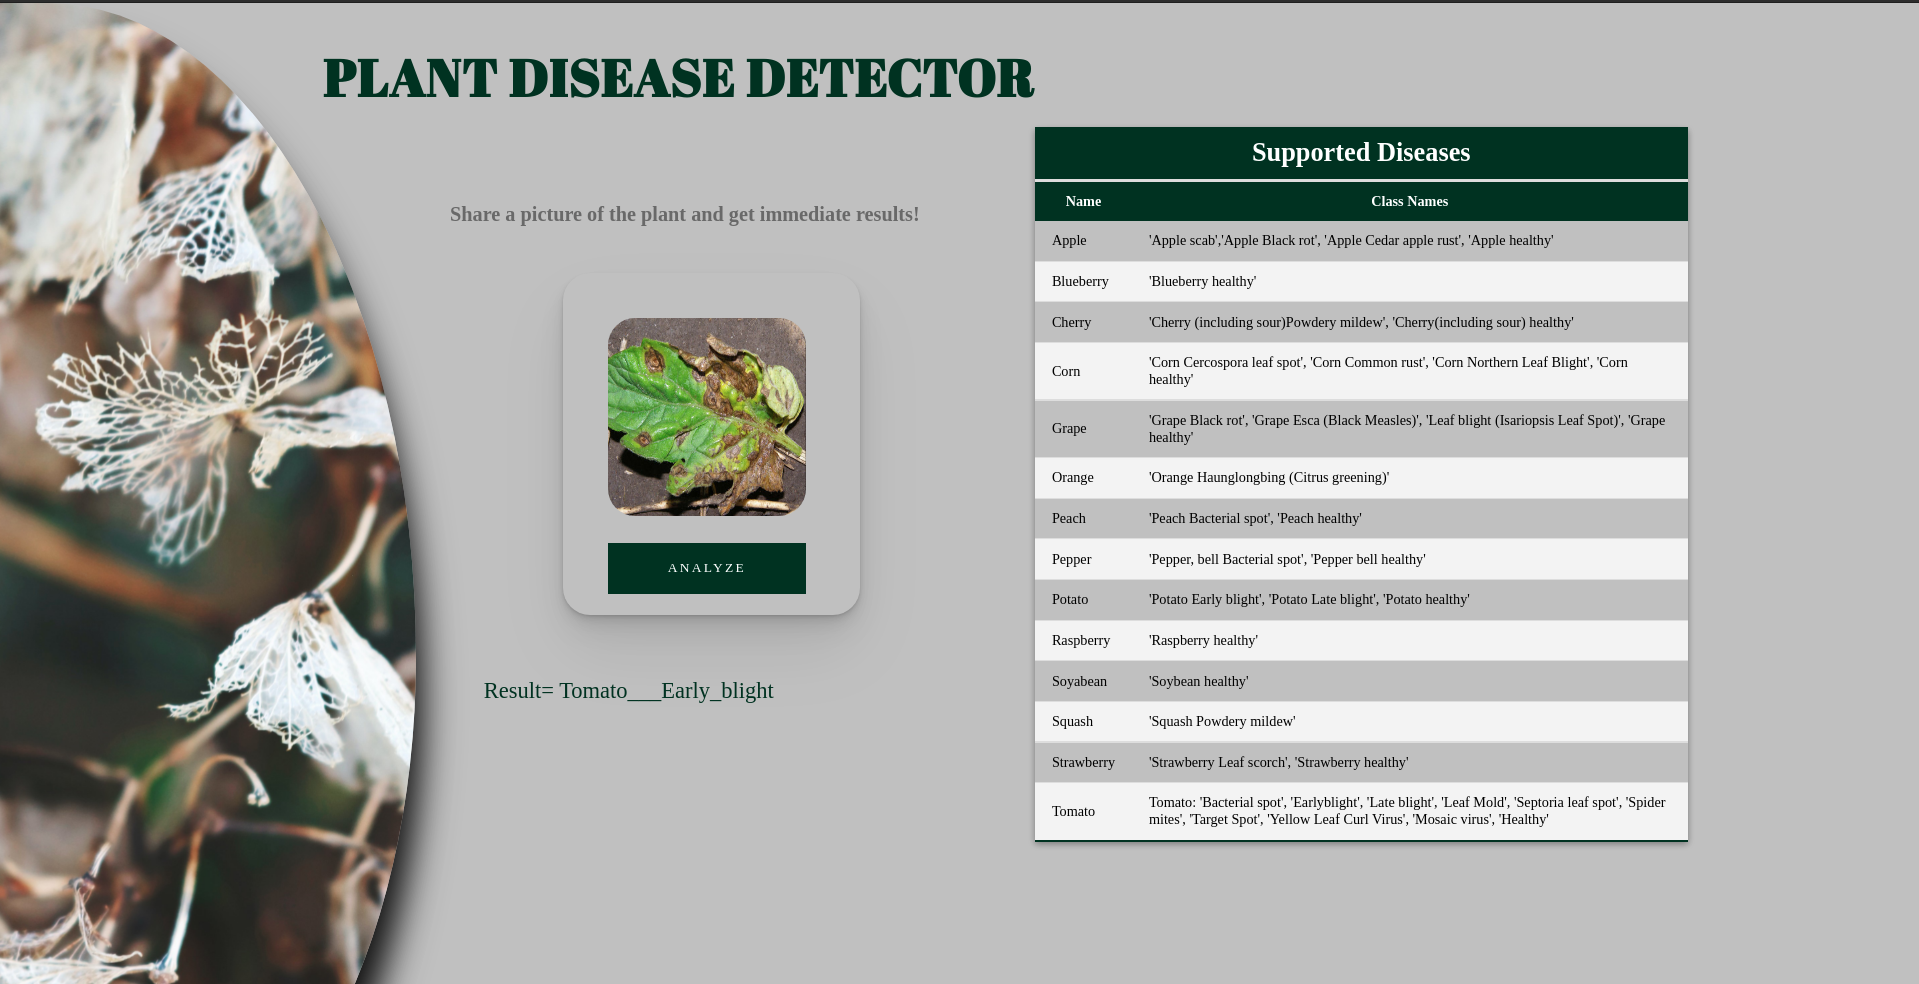 PLANT DISEASE DETECTOR
Share a picture of the plant and get immediate results!
ANALYZE
Result= Tomato___Early_blight
Supported Diseases
Name Class Names
Apple 'Apple scab','Apple Black rot', 'Apple Cedar apple rust', 'Apple healthy'
Blueberry 'Blueberry healthy'
Cherry 'Cherry (including sour)Powdery mildew', 'Cherry(including sour) healthy'
Corn 'Corn Cercospora leaf spot', 'Corn Common rust', 'Corn Northern Leaf Blight', 'Corn
healthy'
Grape 'Grape Black rot', 'Grape Esca (Black Measles)', 'Leaf blight (Isariopsis Leaf Spot)', 'Grape
healthy'
Orange 'Orange Haunglongbing (Citrus greening)'
Peach 'Peach Bacterial spot', 'Peach healthy'
Pepper 'Pepper, bell Bacterial spot', 'Pepper bell healthy'
Potato 'Potato Early blight', 'Potato Late blight', 'Potato healthy'
Raspberry 'Raspberry healthy'
Soyabean 'Soybean healthy'
Squash 'Squash Powdery mildew'
Strawberry 'Strawberry Leaf scorch', 'Strawberry healthy'
Tomato Tomato: 'Bacterial spot', 'Earlyblight', 'Late blight', 'Leaf Mold', 'Septoria leaf spot', 'Spider
mites', 'Target Spot', 'Yellow Leaf Curl Virus', 'Mosaic virus', 'Healthy'